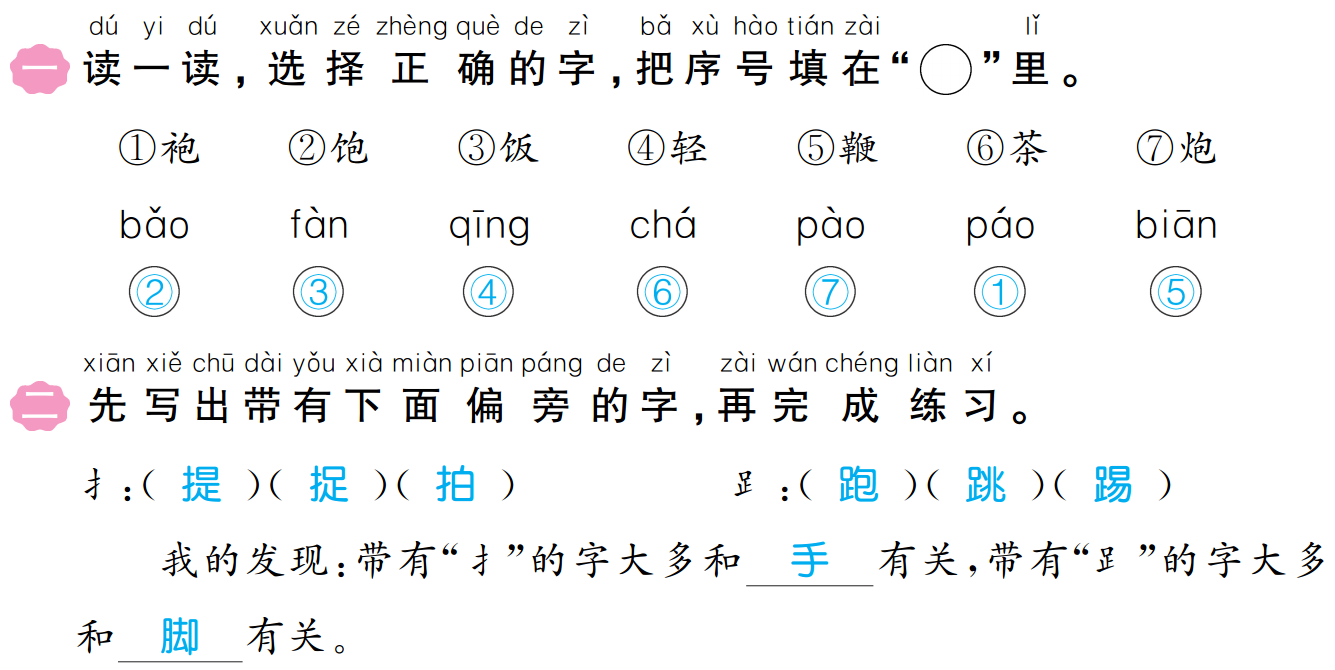 dú yi dú xuǎn zé zhèng què de zì bǎ xù hào tián zài lǐ
一 读一读，选择正确的字，把序号填在“○”里。
①袍 ②饱 ③饭 ④轻 ⑤鞭 ⑥茶 ⑦炮
bǎo fàn qīng chá pào páo biān
② ③ ④ ⑥ ⑦ ① ⑤
xiān xiě chū dài yǒu xià miàn piān páng de zì zài wán chéng liàn xí
二 先写出带有下面偏旁的字，再完成练习。
扌：（ 提 ）（ 捉 ）（ 拍 ） 𧾷：（ 跑 ）（ 跳 ）（ 踢 ）
我的发现：带有“扌”的字大多和 手 有关，带有“𧾷”的字大多
和 脚 有关。